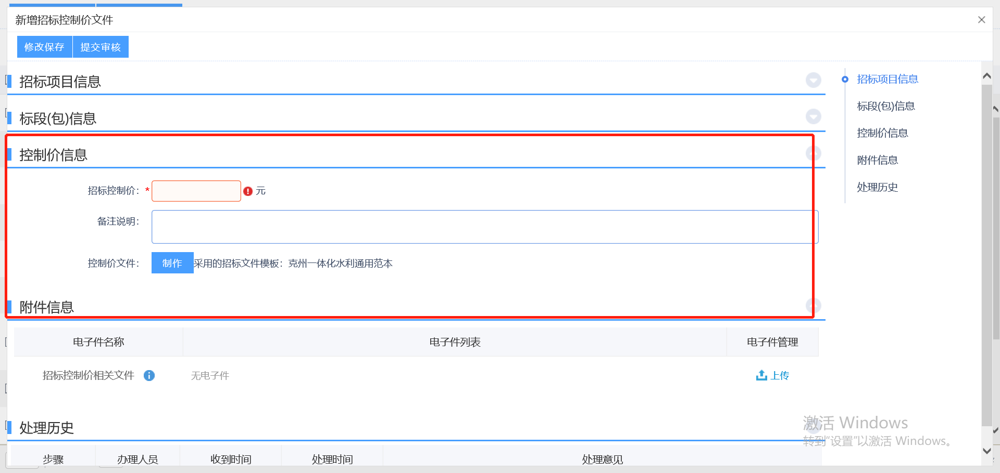 新增招标控制价文件
修改保存 提交审核
招标项目信息
标段(包)信息
控制价信息
招标控制价：* 元
备注说明：
控制价文件： 制作 采用的招标文件模板：克州一体化水利通用范本
附件信息
电子件名称 电子件列表 电子件管理
招标控制价相关文件 无电子件 上传
处理历史
步骤 办理人员 收到时间 处理时间 处理意见
招标项目信息
标段(包)信息
控制价信息
附件信息
处理历史
激活 Windows
转到“设置”以激活 Windows。